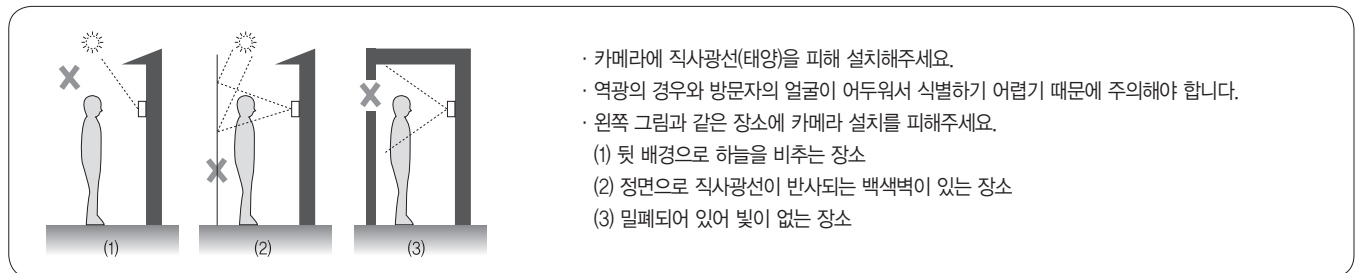 · 카메라에 직사광선(태양)을 피해 설치해주세요.
· 역광의 경우와 방문자의 얼굴이 어두워서 식별하기 어렵기 때문에 주의해야 합니다.
· 왼쪽 그림과 같은 장소에 카메라 설치를 피해주세요.
(1) 뒷 배경으로 하늘을 비추는 장소
(2) 정면으로 직사광선이 반사되는 백색벽이 있는 장소
(3) 밀폐되어 있어 빛이 없는 장소
(1) (2) (3)